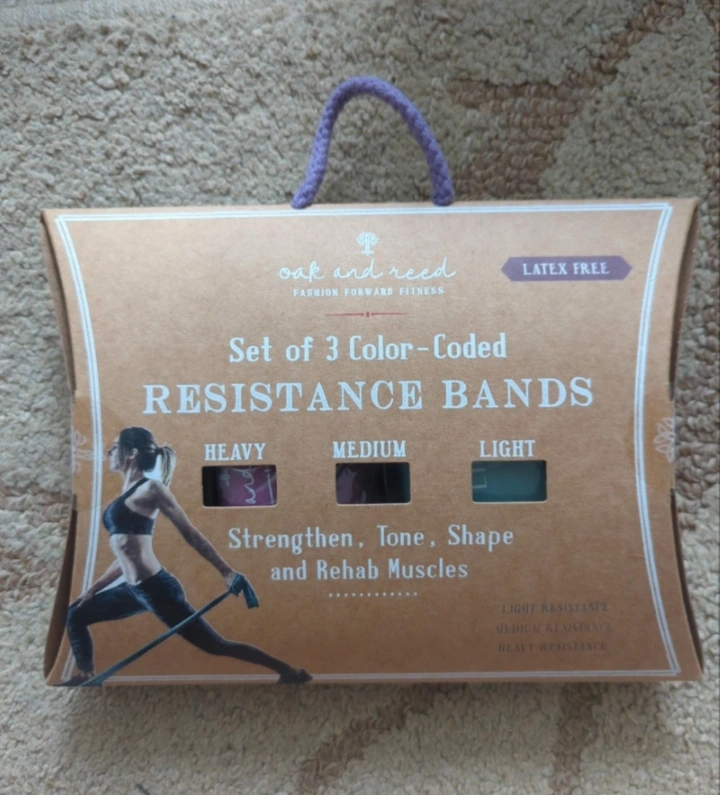 oak and reed
FASHION FORWARD FITNESS
LATEX FREE
Set of 3 Color-Coded
RESISTANCE BANDS
HEAVY MEDIUM LIGHT
and
Strengthen, Tone, Shape
and Rehab Muscles
LIGHT RESISTANCE
MEDIUM RESISTANCE
HEAVY RESISTANCE